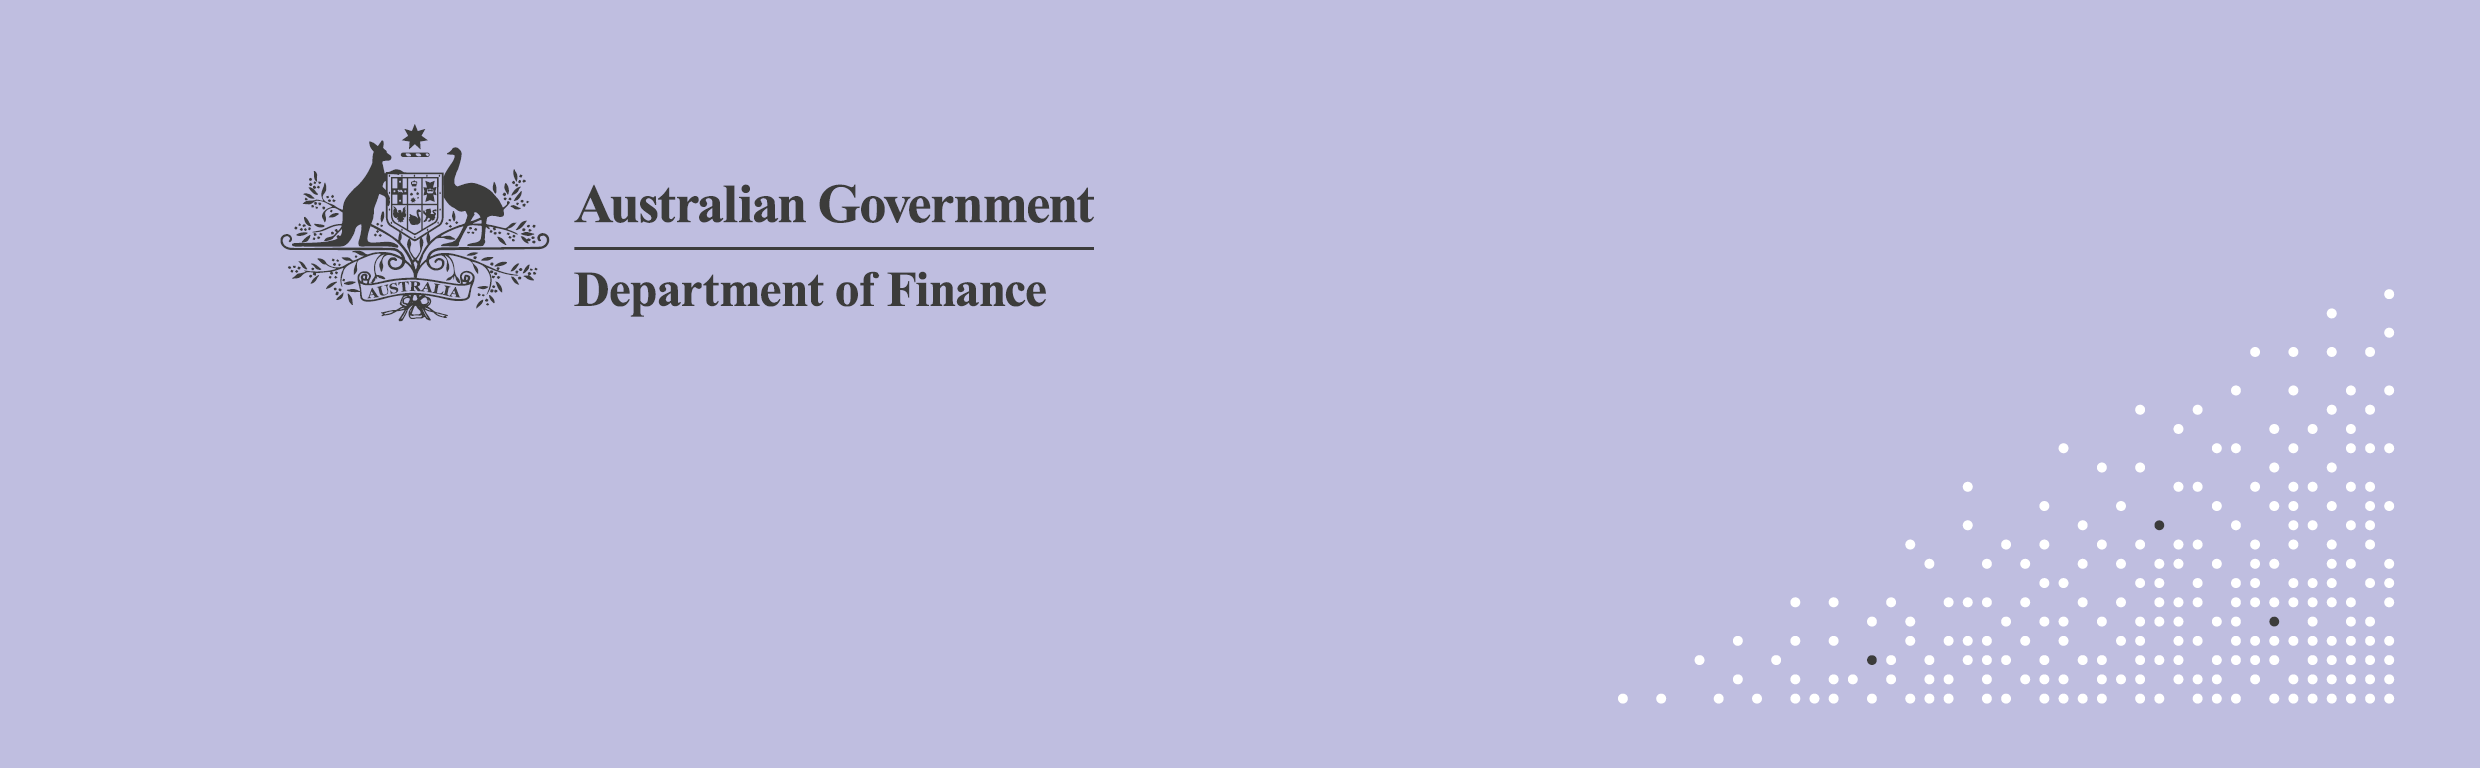 Australian Government
Department of Finance
AUSTRALIA